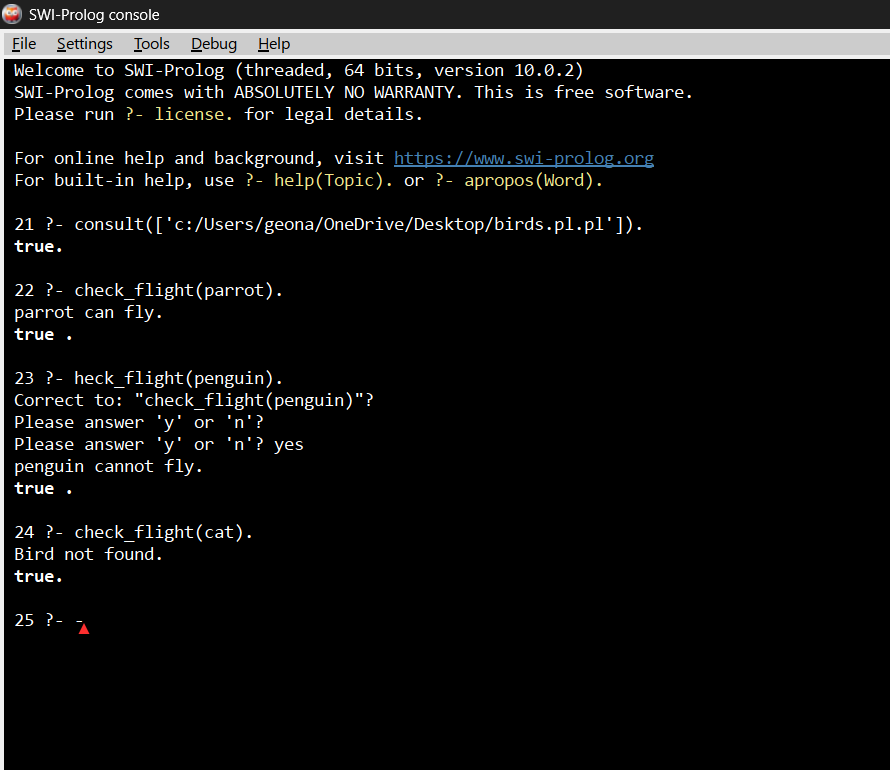 SWI-Prolog console
File Settings Tools Debug Help
Welcome to SWI-Prolog (threaded, 64 bits, version 10.0.2)
SWI-Prolog comes with ABSOLUTELY NO WARRANTY. This is free software.
Please run ?- license. for legal details.
For online help and background, visit https://www.swi-prolog.org
For built-in help, use ?- help(Topic). or ?- apropos(Word).
21 ?- consult(['c:/Users/geona/OneDrive/Desktop/birds.pl.pl']).
true.
22 ?- check_flight(parrot).
parrot can fly.
true .
23 ?- heck_flight(penguin).
Correct to: "check_flight(penguin)"?
Please answer 'y' or 'n'?
Please answer 'y' or 'n'? yes
penguin cannot fly.
true .
24 ?- check_flight(cat).
Bird not found.
true.
25 ?- -